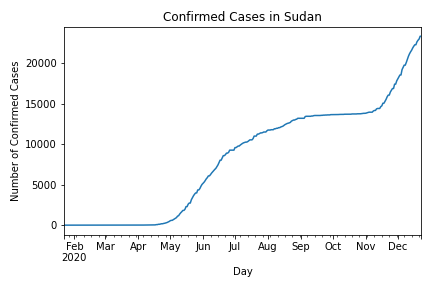 Confirmed Cases in Sudan
Number of Confirmed Cases
20000
15000
10000
5000
0
Feb Mar Apr May Jun Jul Aug Sep Oct Nov Dec
2020
Day